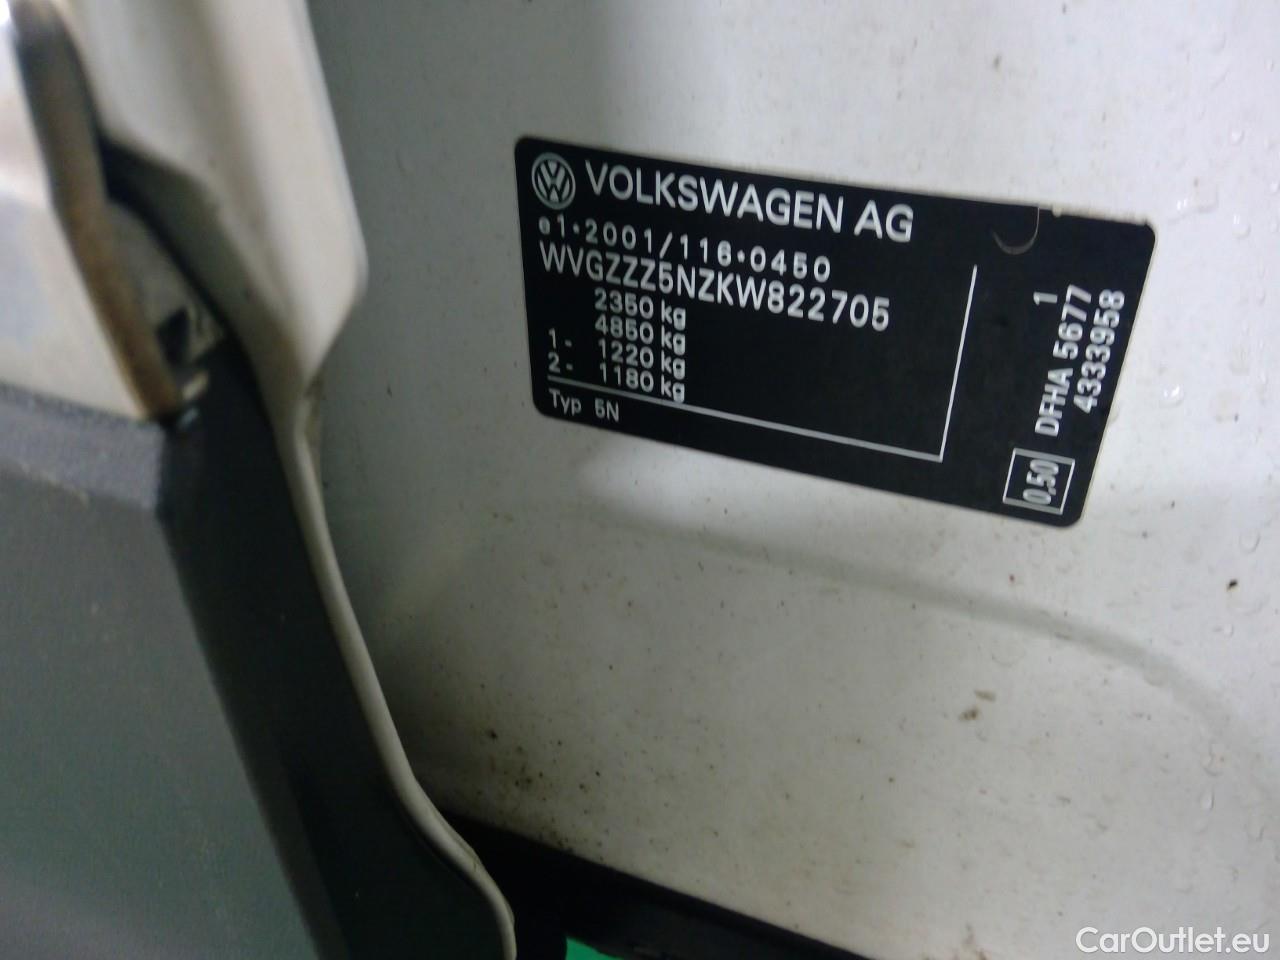 VOLKSWAGEN AG
e1*2001/116*0450
WVGZZZ5NZKW822705
2350 kg
4850 kg
1- 1220 kg
2- 1180 kg
Typ 5N
1
DFHA 5677
4333958
0,50
CarOutlet.eu